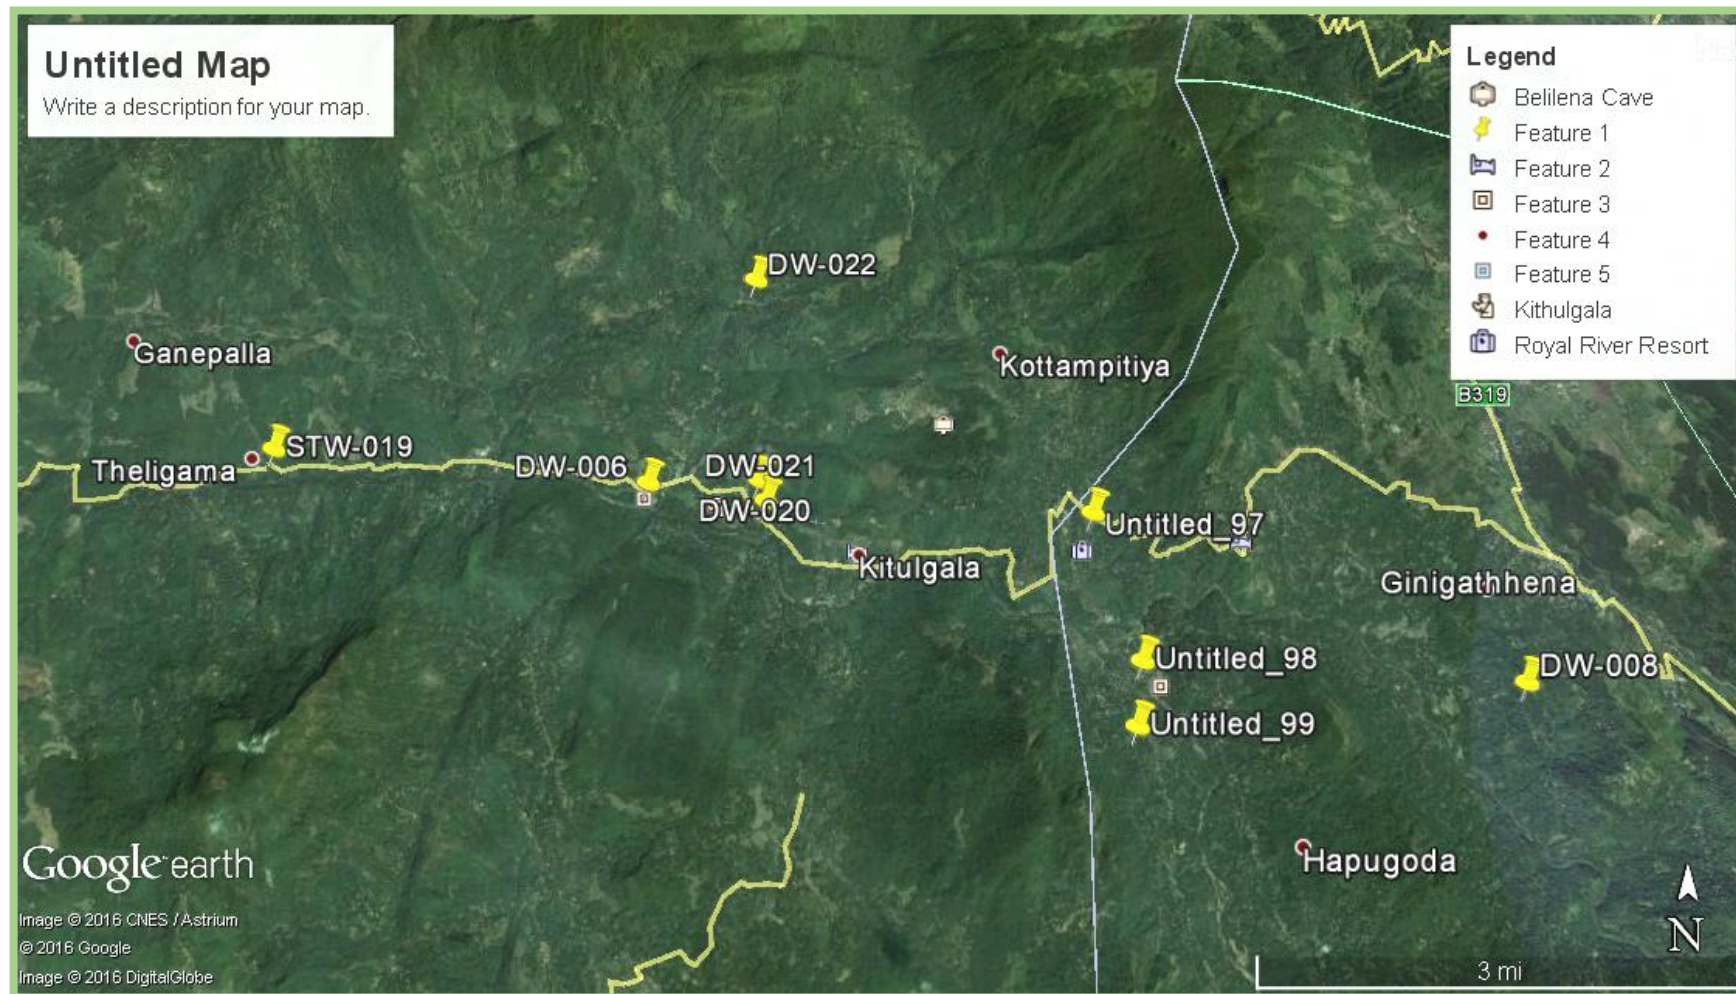 Untitled Map
Write a description for your map.
Legend
Belilena Cave
Feature 1
Feature 2
Feature 3
Feature 4
Feature 5
Kithulgala
Royal River Resort
B319
DW-022
Ganepalla
Kottampitiya
STW-019
Theligama
DW-006
DW-021
DW-020
Untitled_97
Kitulgala
Ginigathhena
Untitled_98
DW-008
Untitled_99
Hapugoda
Google earth
Image © 2016 CNES / Astrium
© 2016 Google
Image © 2016 DigitalGlobe
N
3 mi